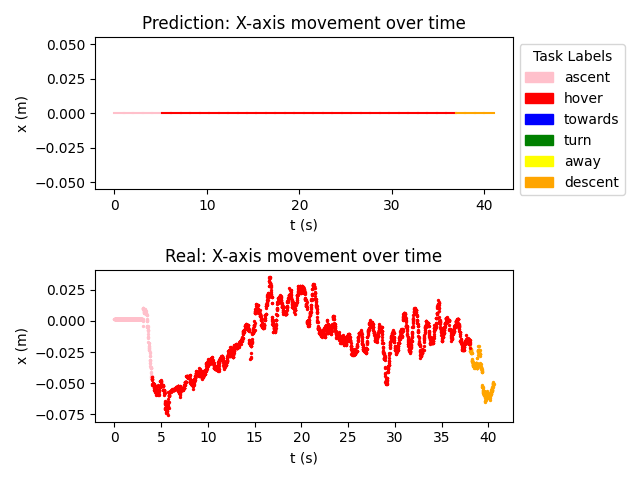 Prediction: X-axis movement over time
0.050
0.025
0.000
−0.025
−0.050
x (m)
0 10 20 30 40
t (s)
Task Labels
ascent
hover
towards
turn
away
descent
Real: X-axis movement over time
0.025
0.000
−0.025
−0.050
−0.075
x (m)
0 5 10 15 20 25 30 35 40
t (s)